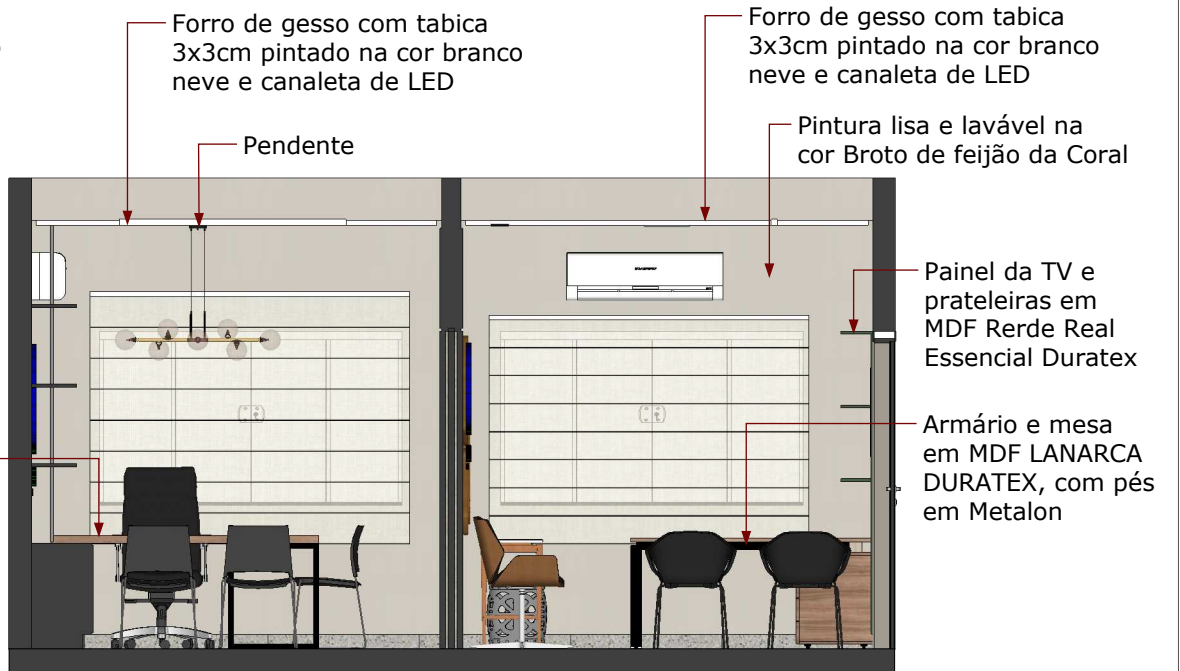 Forro de gesso com tabica
3x3cm pintado na cor branco
neve e canaleta de LED
Pendente
Forro de gesso com tabica
3x3cm pintado na cor branco
neve e canaleta de LED
Pintura lisa e lavável na
cor Broto de feijão da Coral
Painel da TV e
prateleiras em
MDF Rerde Real
Essencial Duratex
Armário e mesa
em MDF LANARCA
DURATEX, com pés
em Metalon